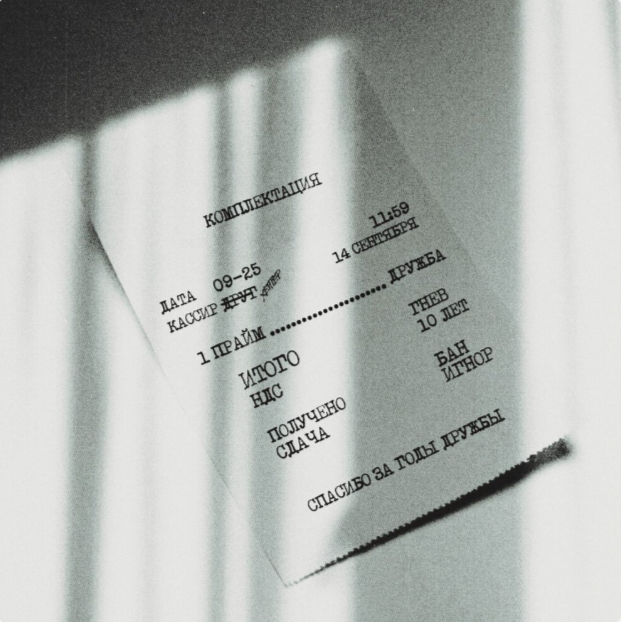 КОМПЛЕКТАЦИЯ
11:59
14 СЕНТЯБРЯ
ДАТА 09-25
КАССИР ДРУГ
1 ПРАЙМ ДРУЖБА
ИТОГО ГНЕВ
НДС 10 ЛЕТ
ПОЛУЧЕНО БАН
СДАЧА ИГНОР
СПАСИБО ЗА ГОДЫ ДРУЖБЫ